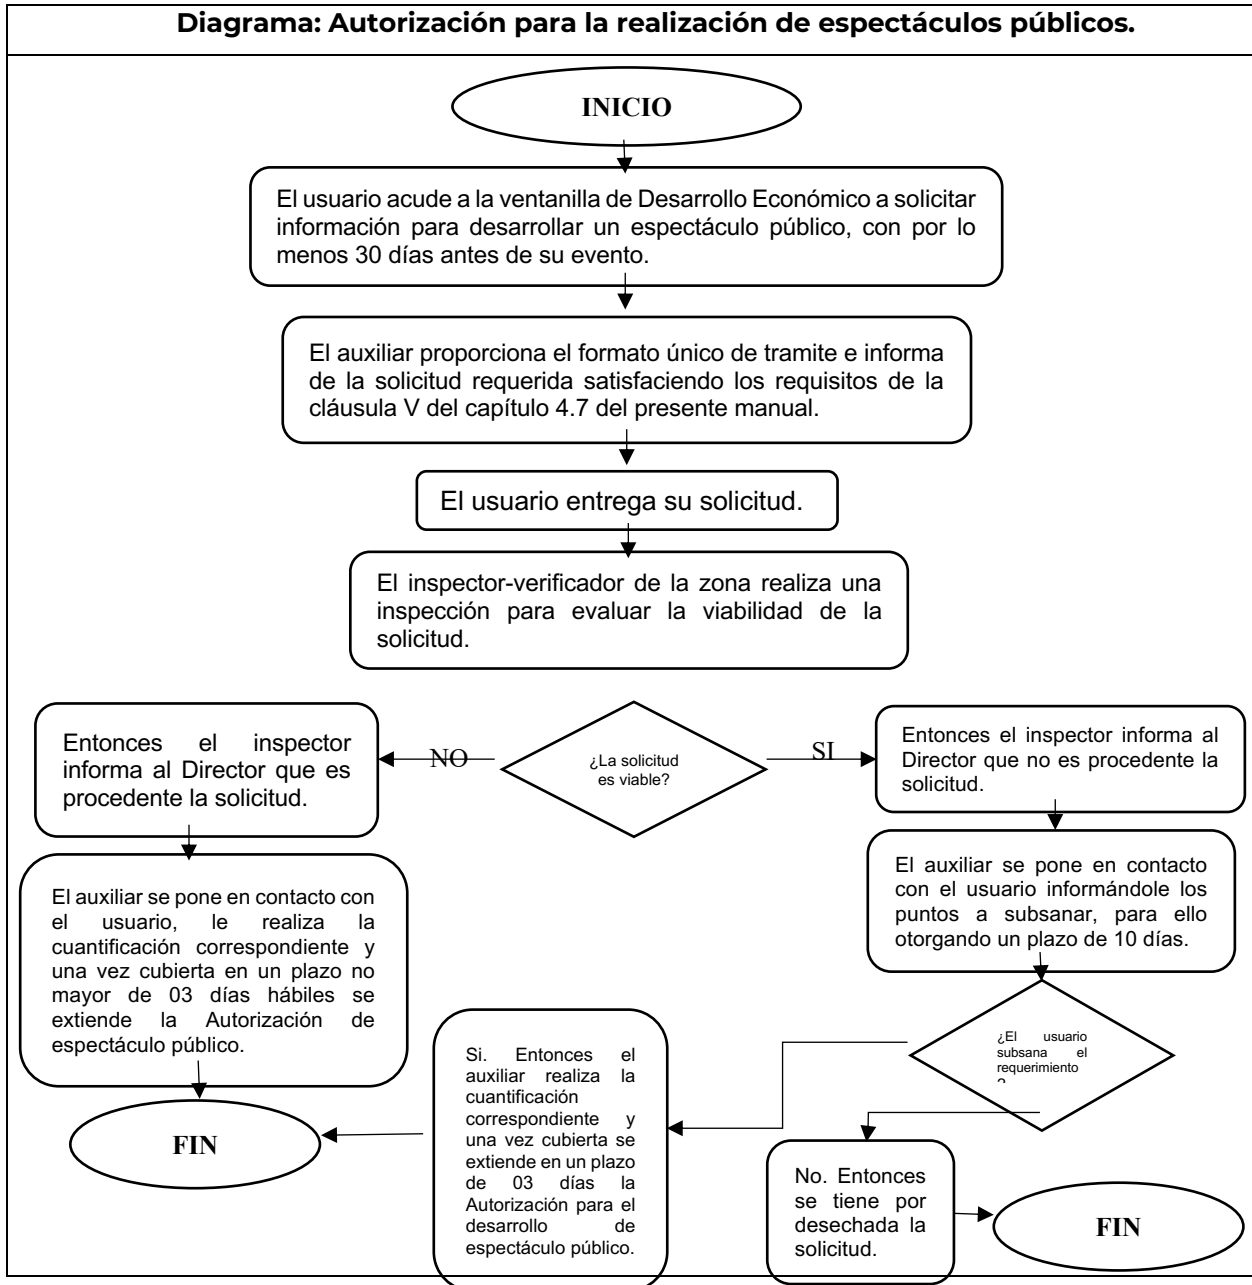 Diagrama: Autorización para la realización de espectáculos públicos.
INICIO
El usuario acude a la ventanilla de Desarrollo Económico a solicitar
información para desarrollar un espectáculo público, con por lo
menos 30 días antes de su evento.
El auxiliar proporciona el formato único de tramite e informa
de la solicitud requerida satisfaciendo los requisitos de la
cláusula V del capítulo 4.7 del presente manual.
El usuario entrega su solicitud.
El inspector-verificador de la zona realiza una
inspección para evaluar la viabilidad de la
solicitud.
¿La solicitud
es viable?
NO
Entonces el inspector
informa al Director que es
procedente la solicitud.
El auxiliar se pone en contacto con
el usuario, le realiza la
cuantificación correspondiente y
una vez cubierta en un plazo no
mayor de 03 días hábiles se
extiende la Autorización de
espectáculo público.
FIN
SI
Entonces el inspector informa al
Director que no es procedente la
solicitud.
El auxiliar se pone en contacto
con el usuario informándole los
puntos a subsanar, para ello
otorgando un plazo de 10 días.
¿El usuario
subsana el
requerimiento
?
Si. Entonces el
auxiliar realiza la
cuantificación
correspondiente y
una vez cubierta se
extiende en un plazo
de 03 días la
Autorización para el
desarrollo de
espectáculo público.
No. Entonces
se tiene por
desechada la
solicitud.
FIN